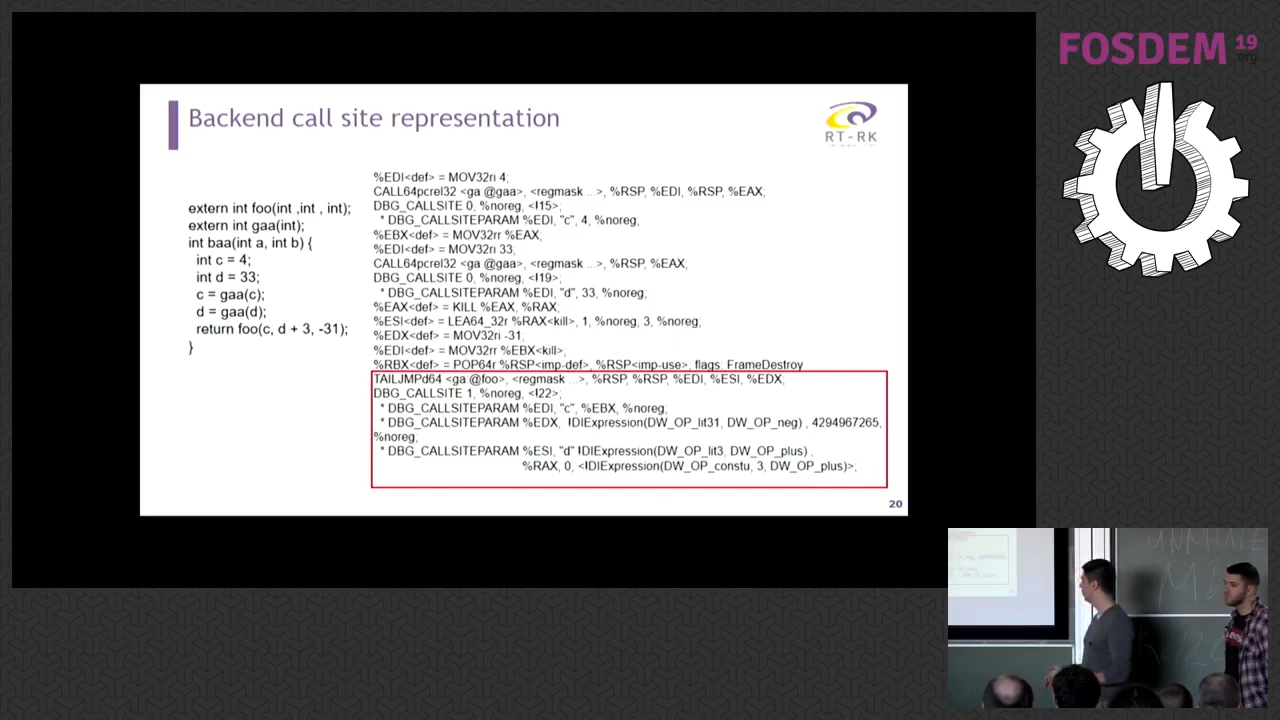 FOSDEM 19
.org
Backend call site representation
RT-RK
extern int foo(int ,int , int);
extern int gaa(int);
int baa(int a, int b) {
int c = 4;
int d = 33;
c = gaa(c);
d = gaa(d);
return foo(c, d + 3, -31);
}
%EDI<def> = MOV32ri 4;
CALL64pcrel32 <ga @gaa>, <regmask ...>, %RSP, %EDI, %RSP, %EAX;
DBG_CALLSITE 0, %noreg, <!15>;
* DBG_CALLSITEPARAM %EDI, "c", 4, %noreg;
%EBX<def> = MOV32rr %EAX;
%EDI<def> = MOV32ri 33;
CALL64pcrel32 <ga @gaa>, <regmask ...>, %RSP, %EAX;
DBG_CALLSITE 0, %noreg, <!19>;
* DBG_CALLSITEPARAM %EDI, "d", 33, %noreg;
%EAX<def> = KILL %EAX, %RAX;
%ESI<def> = LEA64_32r %RAX<kill>, 1, %noreg, 3, %noreg;
%EDX<def> = MOV32ri -31;
%EDI<def> = MOV32rr %EBX<kill>;
%RBX<def> = POP64r %RSP<imp-def>, %RSP<imp-use>; flags: FrameDestroy
TAILJMPd64 <ga @foo>, <regmask ...>, %RSP, %RSP, %EDI, %ESI, %EDX;
DBG_CALLSITE 1, %noreg, <!22>;
* DBG_CALLSITEPARAM %EDI, "c", %EBX, %noreg;
* DBG_CALLSITEPARAM %EDX, !DIExpression(DW_OP_lit31, DW_OP_neg) , 4294967265,
%noreg;
* DBG_CALLSITEPARAM %ESI, "d" !DIExpression(DW_OP_lit3, DW_OP_plus) ,
%RAX, 0, <!DIExpression(DW_OP_constu, 3, DW_OP_plus)>;
20